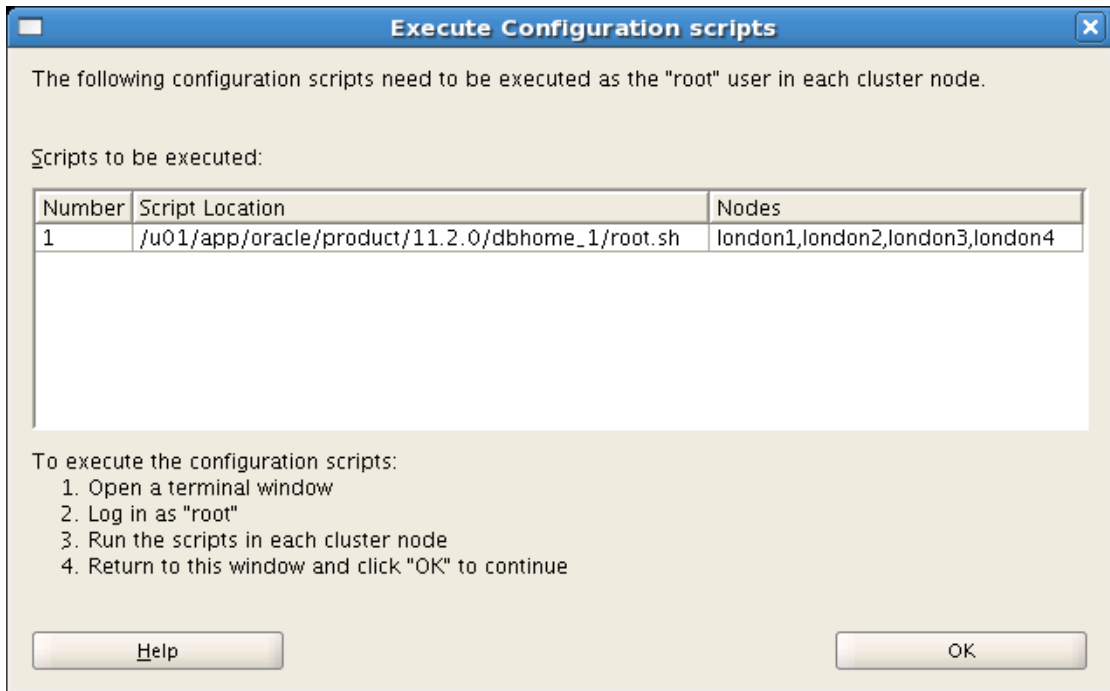 Execute Configuration scripts
The following configuration scripts need to be executed as the "root" user in each cluster node.
Scripts to be executed:
Number Script Location Nodes
1 /u01/app/oracle/product/11.2.0/dbhome_1/root.sh london1,london2,london3,london4
To execute the configuration scripts:
1. Open a terminal window
2. Log in as "root"
3. Run the scripts in each cluster node
4. Return to this window and click "OK" to continue
Help OK